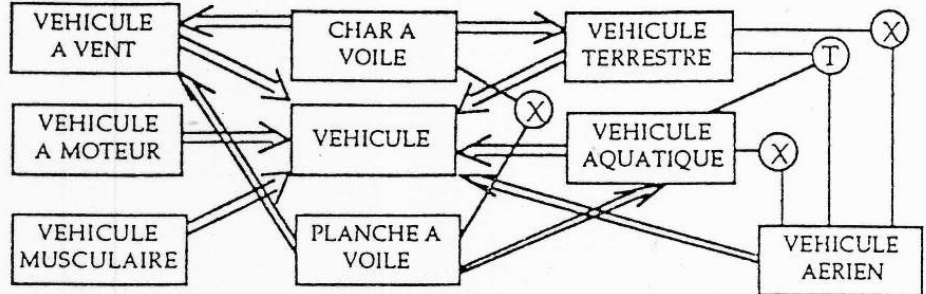 VEHICULE
A VENT
CHAR A
VOILE
VEHICULE
TERRESTRE
X
T
VEHICULE
A MOTEUR
VEHICULE
X
VEHICULE
AQUATIQUE
X
VEHICULE
MUSCULAIRE
PLANCHE A
VOILE
VEHICULE
AERIEN